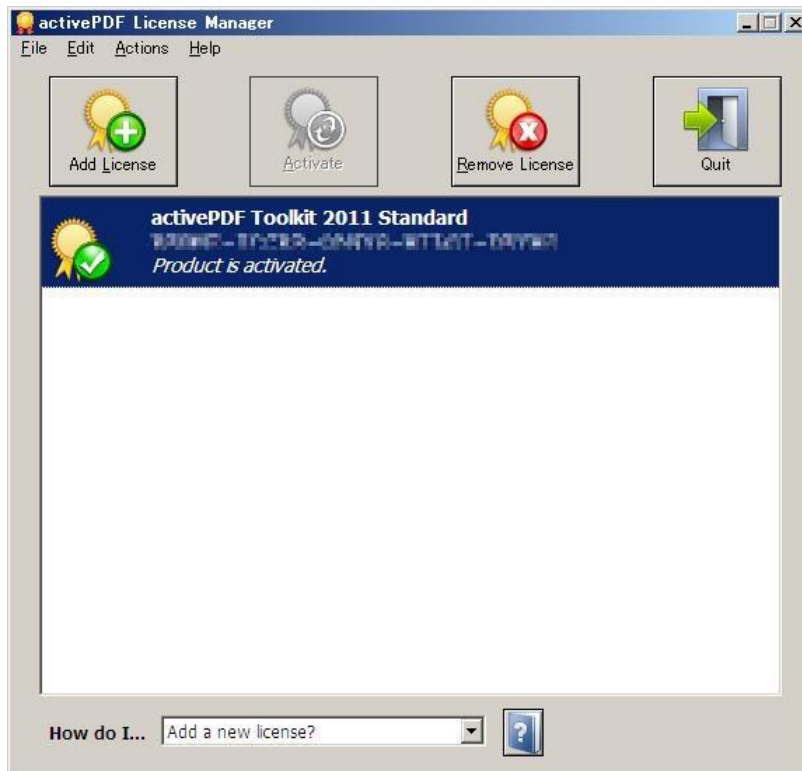 activePDF License Manager
File Edit Actions Help
Add License Activate Remove License Quit
activePDF Toolkit 2011 Standard
Product is activated.
How do I... Add a new license?